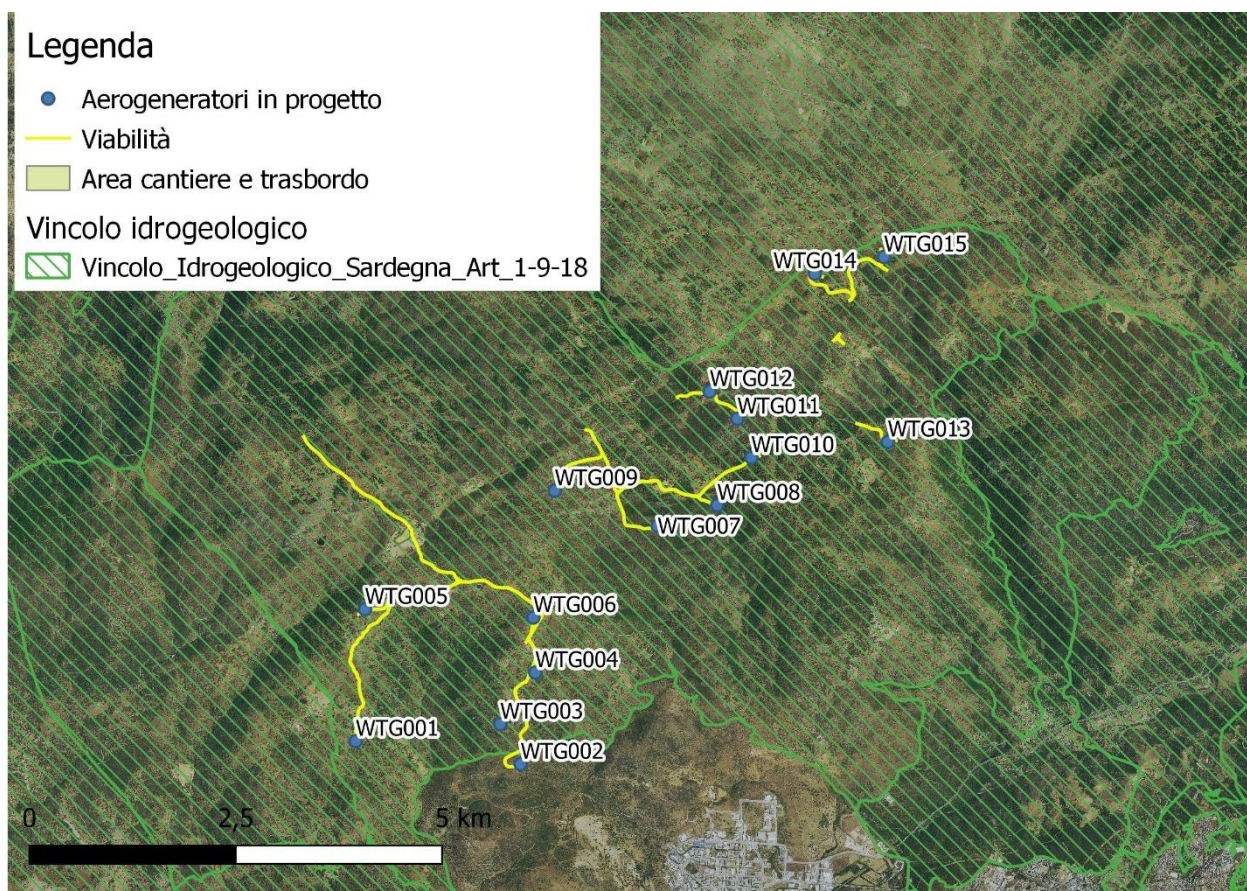 Legenda
Aerogeneratori in progetto
Viabilità
Area cantiere e trasbordo
Vincolo idrogeologico
Vincolo_Idrogeologico_Sardegna_Art_1-9-18
WTG015
WTG014
WTG012
WTG011
WTG013
WTG010
WTG009
WTG008
WTG007
WTG005
WTG006
WTG004
WTG003
WTG001
WTG002
0 2,5 5 km